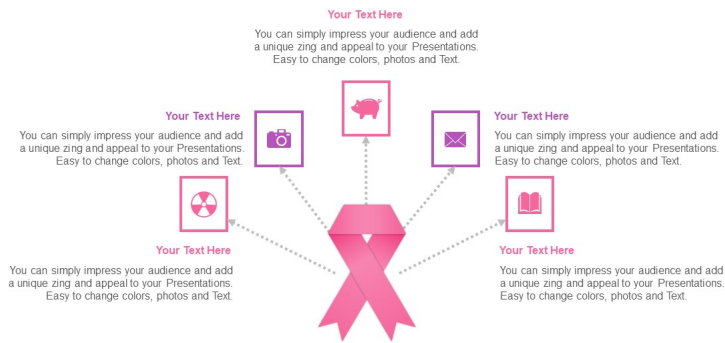 Your Text Here
You can simply impress your audience and add
a unique zing and appeal to your Presentations.
Easy to change colors, photos and Text.
Your Text Here
You can simply impress your audience and add
a unique zing and appeal to your Presentations.
Easy to change colors, photos and Text.
Your Text Here
You can simply impress your audience and add
a unique zing and appeal to your Presentations.
Easy to change colors, photos and Text.
Your Text Here
You can simply impress your audience and add
a unique zing and appeal to your Presentations.
Easy to change colors, photos and Text.
Your Text Here
You can simply impress your audience and add
a unique zing and appeal to your Presentations.
Easy to change colors, photos and Text.